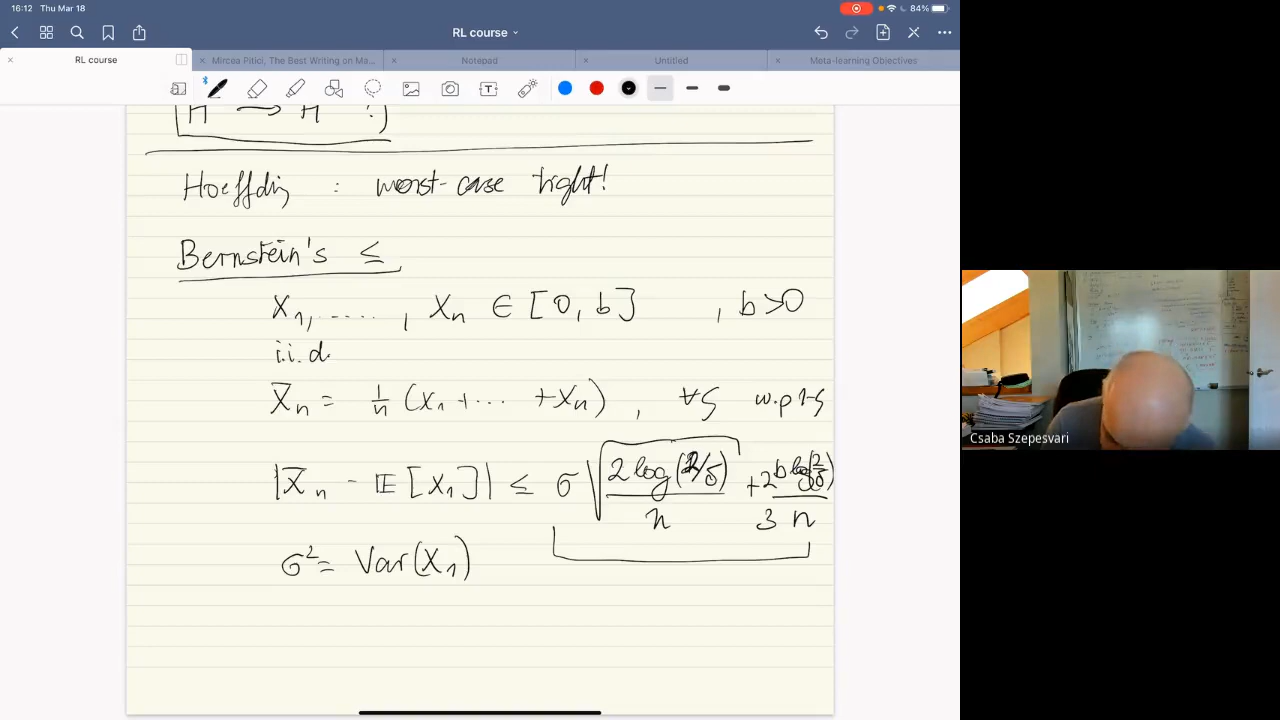 16:12 Thu Mar 18
84%
RL course
RL course
Mircea Pitici, The Best Writing on Ma...
Notepad
Untitled
Meta-learning Objectives
Hoeffding : worst-case tight!
Bernstein's ≤
X₁, ....., Xₙ ∈ [0, b] , b>0
i.i.d.
X̄ₙ = 1/n (X₁ + ... + Xₙ) , ∀δ w.p 1-δ
|X̄ₙ - 𝔼[X₁]| ≤ σ √(2 log(2/δ) / n) + 2 b log(2/δ) / 3 n
σ² = Var(X₁)
Csaba Szepesvari